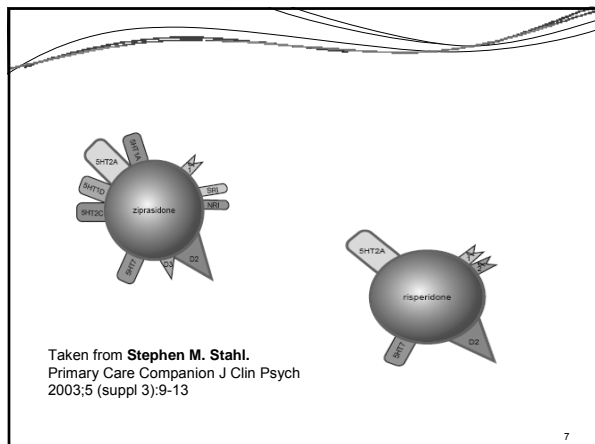 5HT2A
5HT1A
5HT1D
5HT2C
5HT7
ziprasidone
SRI
NRI
D3
D2
5HT2A
risperidone
5HT7
D2
Taken from Stephen M. Stahl.
Primary Care Companion J Clin Psych
2003;5 (suppl 3):9-13
7